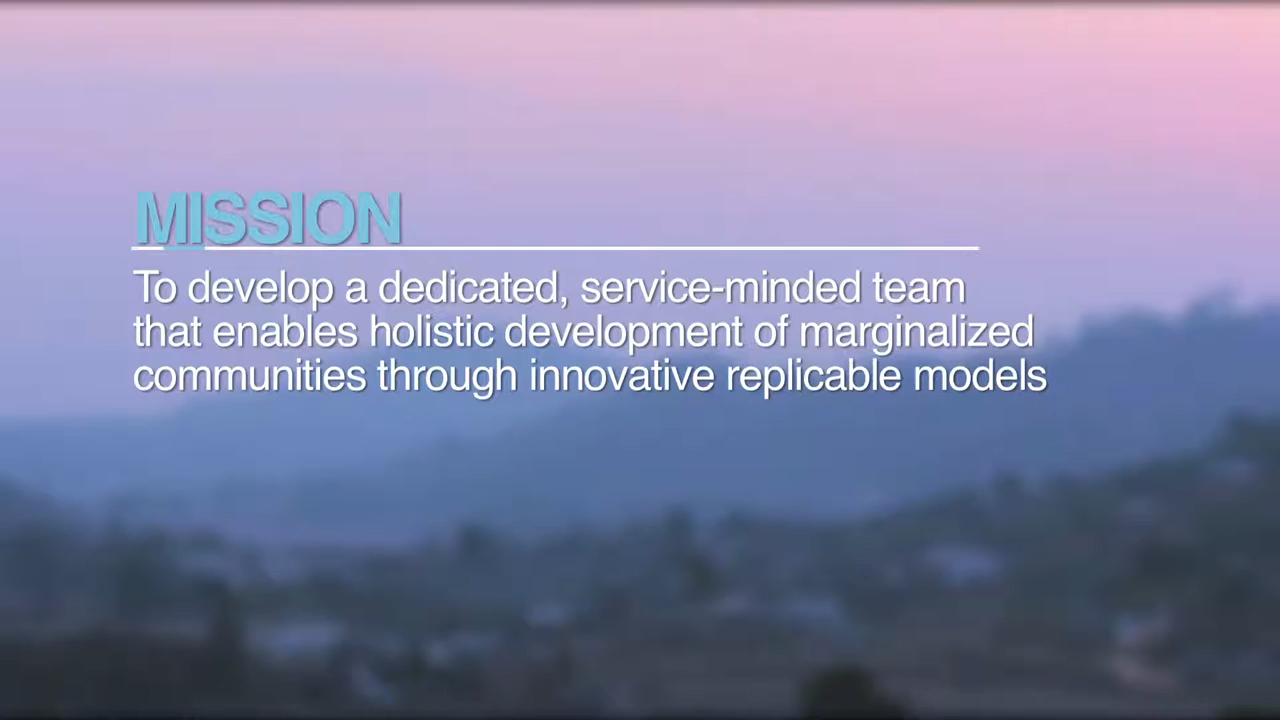 MISSION
To develop a dedicated, service-minded team
that enables holistic development of marginalized
communities through innovative replicable models